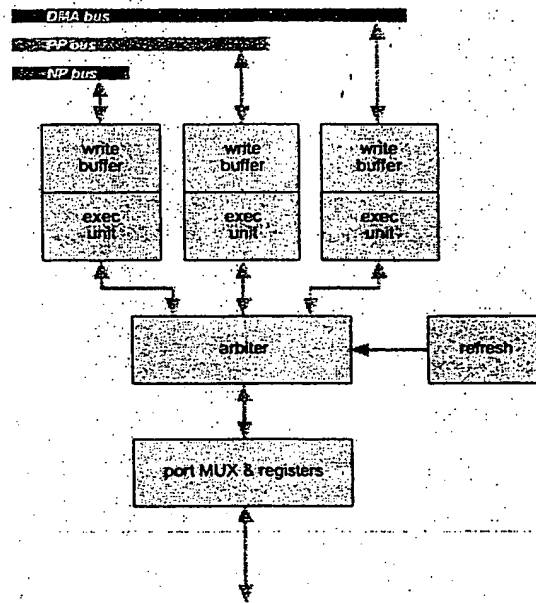 DMA bus
PP bus
NP bus
write
buffer
write
buffer
write
buffer
exec
unit
exec
unit
exec
unit
arbiter
refresh
port MUX & registers